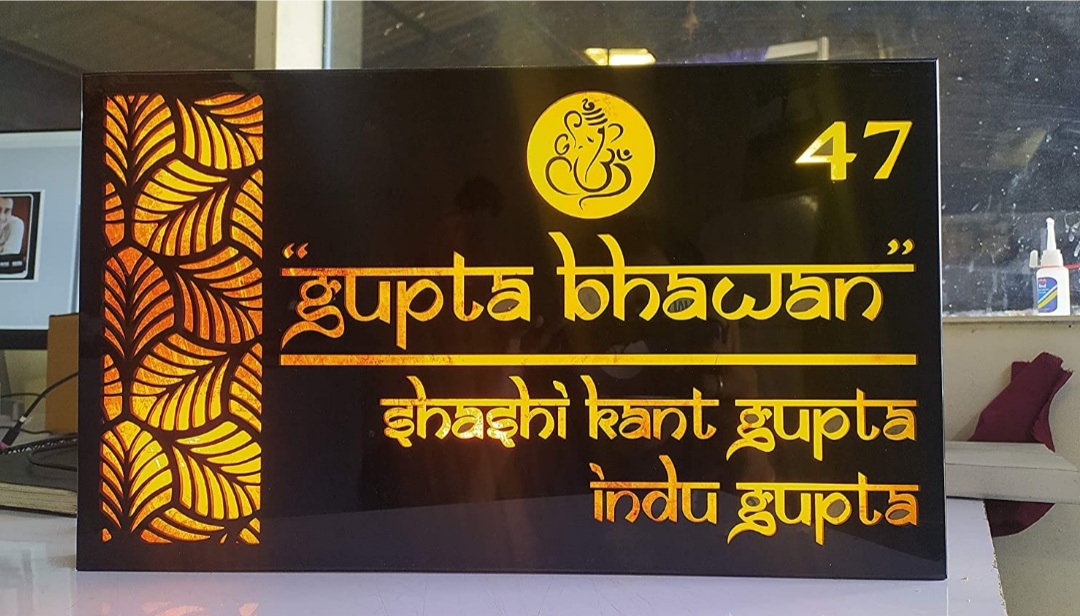 47
"gupta bhawan"
shashi kant gupta
indu gupta